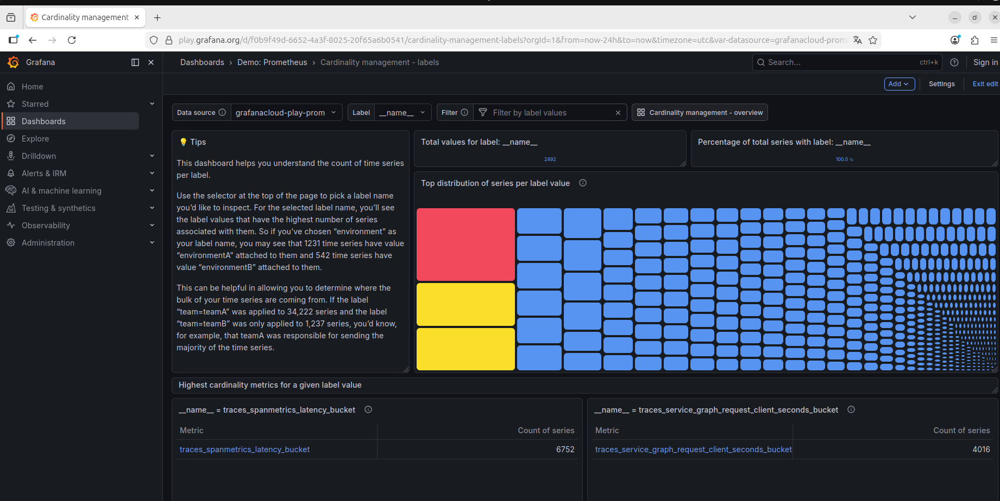 Cardinality management
play.grafana.org/d/f0b9f49d-6652-4a3f-8025-20f65a6b0541/cardinality-management-labels?orgId=1&from=now-24h&to=now&timezone=utc&var-datasource=grafanacloud-prom
Grafana
Dashboards › Demo: Prometheus › Cardinality management - labels
Search... ctrl+k
Sign in
Add
Settings
Exit edit
Home
Starred
Dashboards
Explore
Drilldown
Alerts & IRM
AI & machine learning
Testing & synthetics
Observability
Administration
Data source grafanacloud-play-prom
Label __name__
Filter Filter by label values
Cardinality management - overview
💡 Tips
This dashboard helps you understand the count of time series
per label.
Use the selector at the top of the page to pick a label name
you’d like to inspect. For the selected label name, you’ll see
the label values that have the highest number of series
associated with them. So if you’ve chosen “environment” as
your label name, you may see that 1231 time series have value
“environmentA” attached to them and 542 time series have
value “environmentB” attached to them.
This can be helpful in allowing you to determine where the
bulk of your time series are coming from. If the label
“team=teamA” was applied to 34,222 series and the label
“team=teamB” was only applied to 1,237 series, you’d know,
for example, that teamA was responsible for sending the
majority of the time series.
Total values for label: __name__
2492
Percentage of total series with label: __name__
100.0 %
Top distribution of series per label value
Highest cardinality metrics for a given label value
__name__ = traces_spanmetrics_latency_bucket
Metric Count of series
traces_spanmetrics_latency_bucket 6752
__name__ = traces_service_graph_request_client_seconds_bucket
Metric Count of series
traces_service_graph_request_client_seconds_bucket 4016